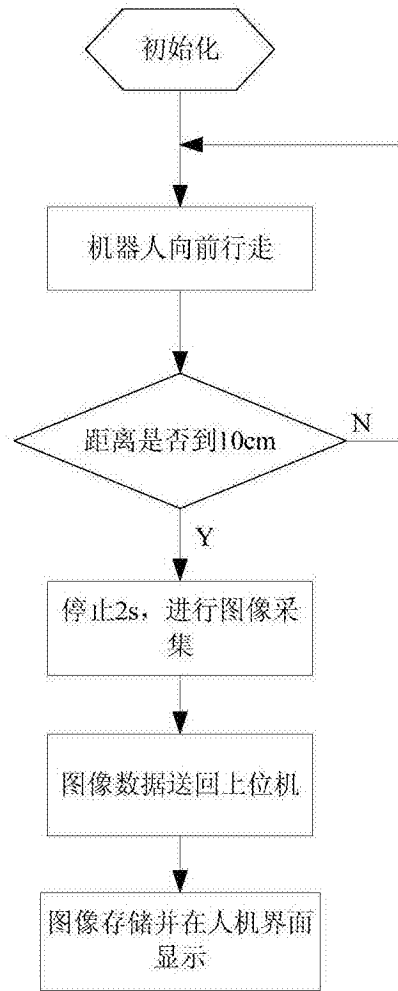 初始化
机器人向前行走
距离是否到10cm
N
Y
停止2s，进行图像采
集
图像数据送回上位机
图像存储并在人机界面
显示